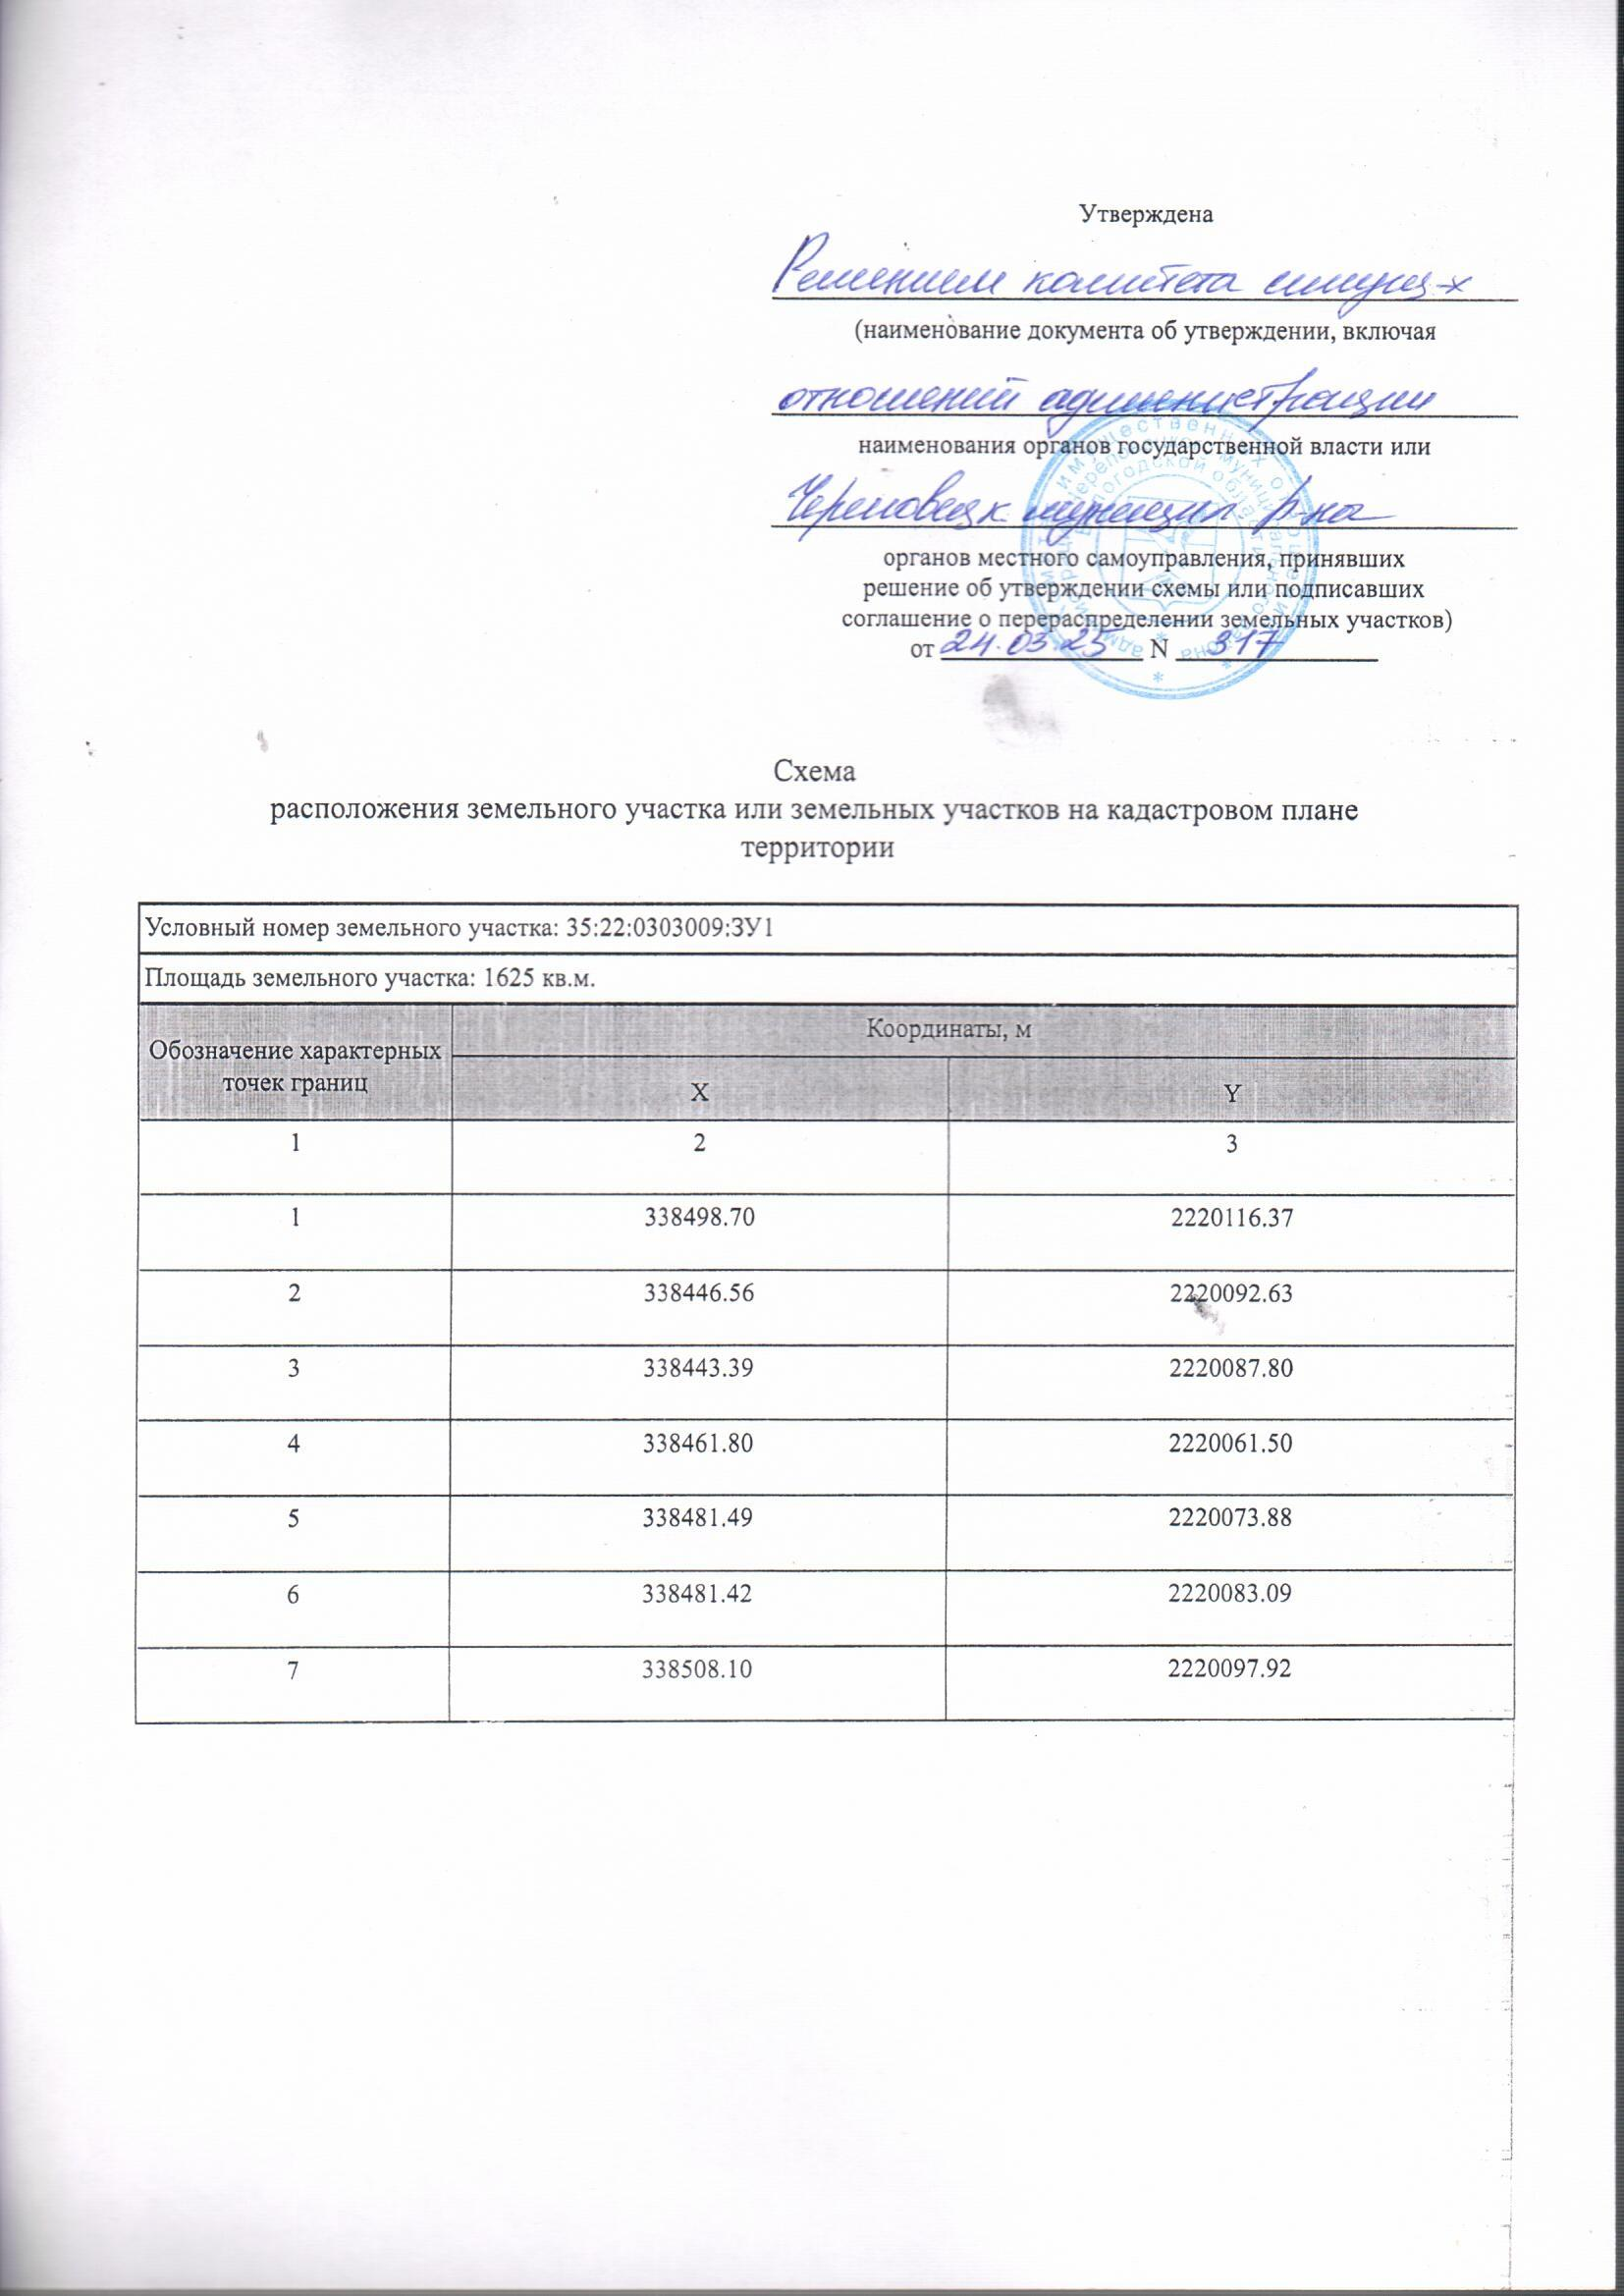 Утверждена
Решением комитета имущ-х
(наименование документа об утверждении, включая
отношений администрации
наименования органов государственной власти или
Череповецк муницип р-на
органов местного самоуправления, принявших
решение об утверждении схемы или подписавших
соглашение о перераспределении земельных участков)
от 24.03.25 N 317
Схема
расположения земельного участка или земельных участков на кадастровом плане
территории
Условный номер земельного участка: 35:22:0303009:ЗУ1
Площадь земельного участка: 1625 кв.м.
Обозначение характерных точек границ Координаты, м
X Y
1 2 3
1 338498.70 2220116.37
2 338446.56 2220092.63
3 338443.39 2220087.80
4 338461.80 2220061.50
5 338481.49 2220073.88
6 338481.42 2220083.09
7 338508.10 2220097.92